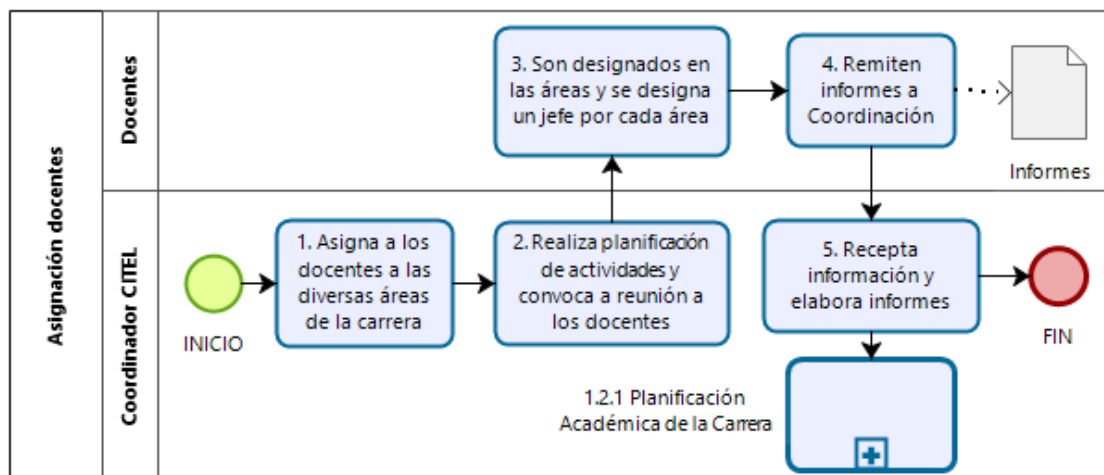 Asignación docentes
Docentes
3. Son designados en
las áreas y se designa
un jefe por cada área
4. Remiten
informes a
Coordinación
Informes
Coordinador CITEL
INICIO
1. Asigna a los
docentes a las
diversas áreas
de la carrera
2. Realiza planificación
de actividades y
convoca a reunión a
los docentes
5. Recepta
información y
elabora informes
FIN
1.2.1 Planificación
Académica de la Carrera